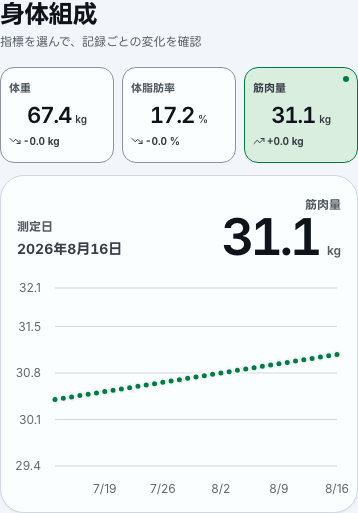 身体組成
指標を選んで、記録ごとの変化を確認
体重
67.4 kg
-0.0 kg
体脂肪率
17.2 %
-0.0 %
筋肉量
31.1 kg
+0.0 kg
測定日
2026年8月16日
筋肉量
31.1 kg
32.1
31.5
30.8
30.1
29.4
7/19 7/26 8/2 8/9 8/16